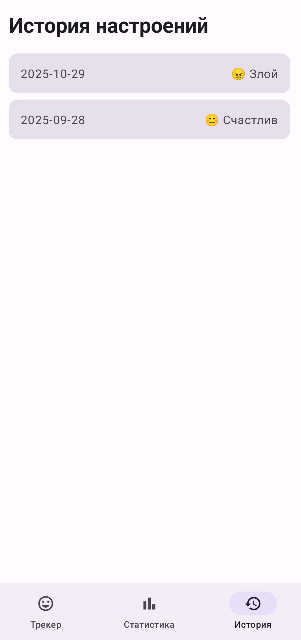 История настроений
2025-10-29 😠 Злой
2025-09-28 😊 Счастлив
Трекер Статистика История